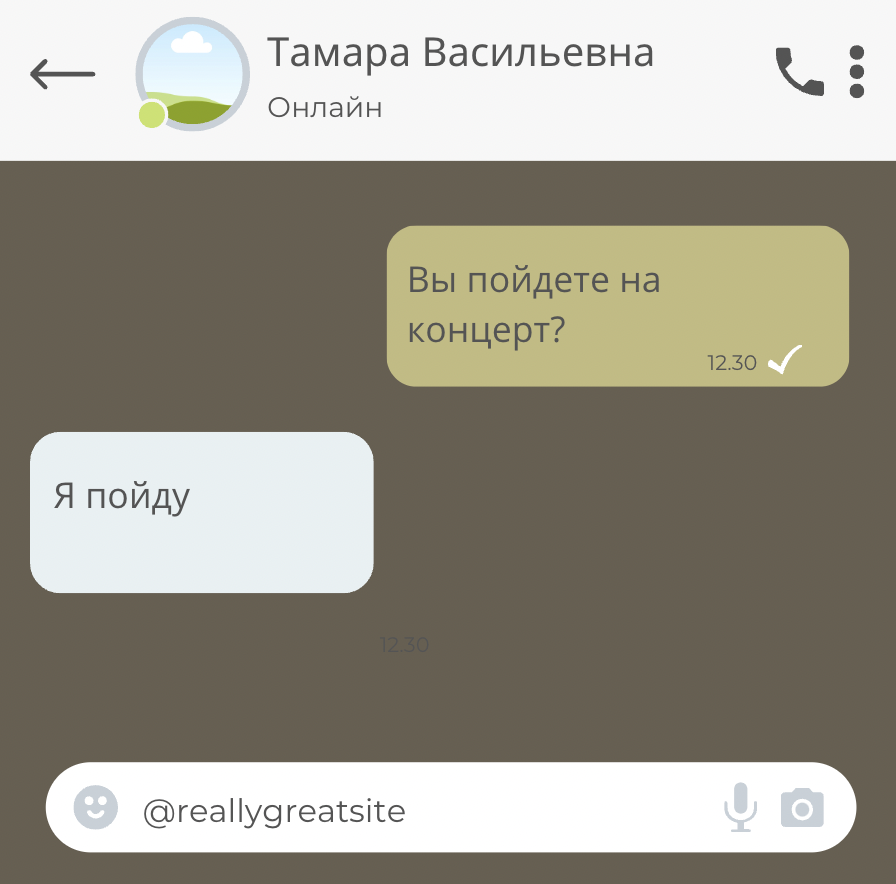 Тамара Васильевна
Онлайн
Вы пойдете на
концерт?
12.30
Я пойду
12.30
@reallygreatsite